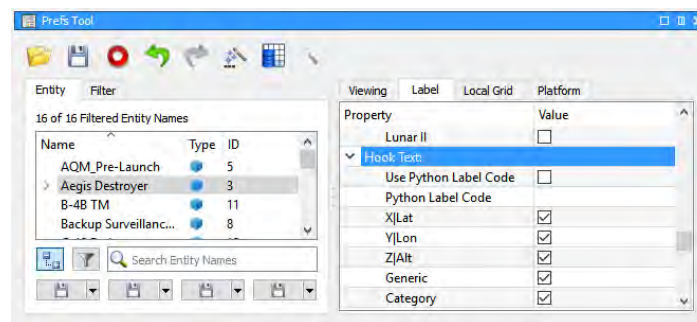 Prefs Tool
Entity Filter
16 of 16 Filtered Entity Names
Name Type ID
AQM_Pre-Launch 5
Aegis Destroyer 3
B-4B TM 11
Backup Surveillanc... 8
Search Entity Names
Viewing Label Local Grid Platform
Property Value
Lunar II
Hook Text:
Use Python Label Code
Python Label Code
X|Lat
Y|Lon
Z|Alt
Generic
Category